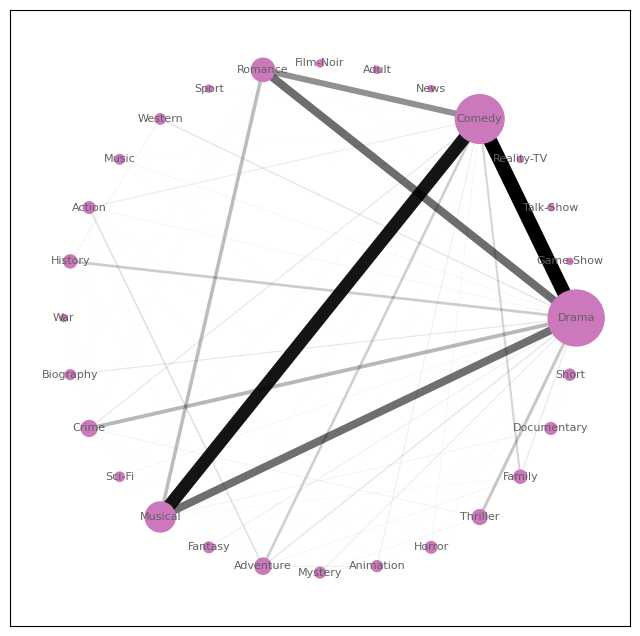 Film-Noir
Romance
Adult
Sport
News
Western
Comedy
Music
Reality-TV
Action
Talk-Show
History
Game-Show
War
Drama
Biography
Short
Crime
Documentary
Sci-Fi
Family
Musical
Thriller
Fantasy
Horror
Adventure
Animation
Mystery